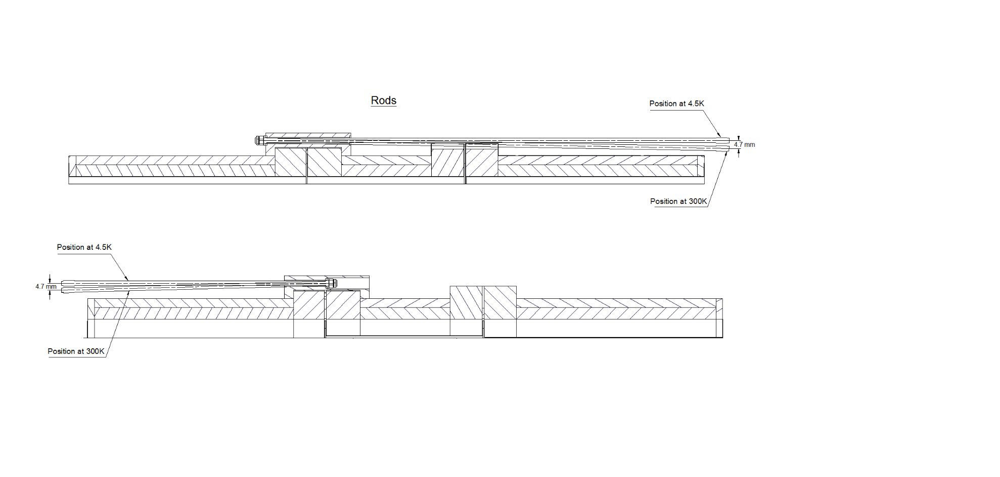 Rods
Position at 4.5K
4.7 mm
Position at 300K
Position at 4.5K
4.7 mm
Position at 300K